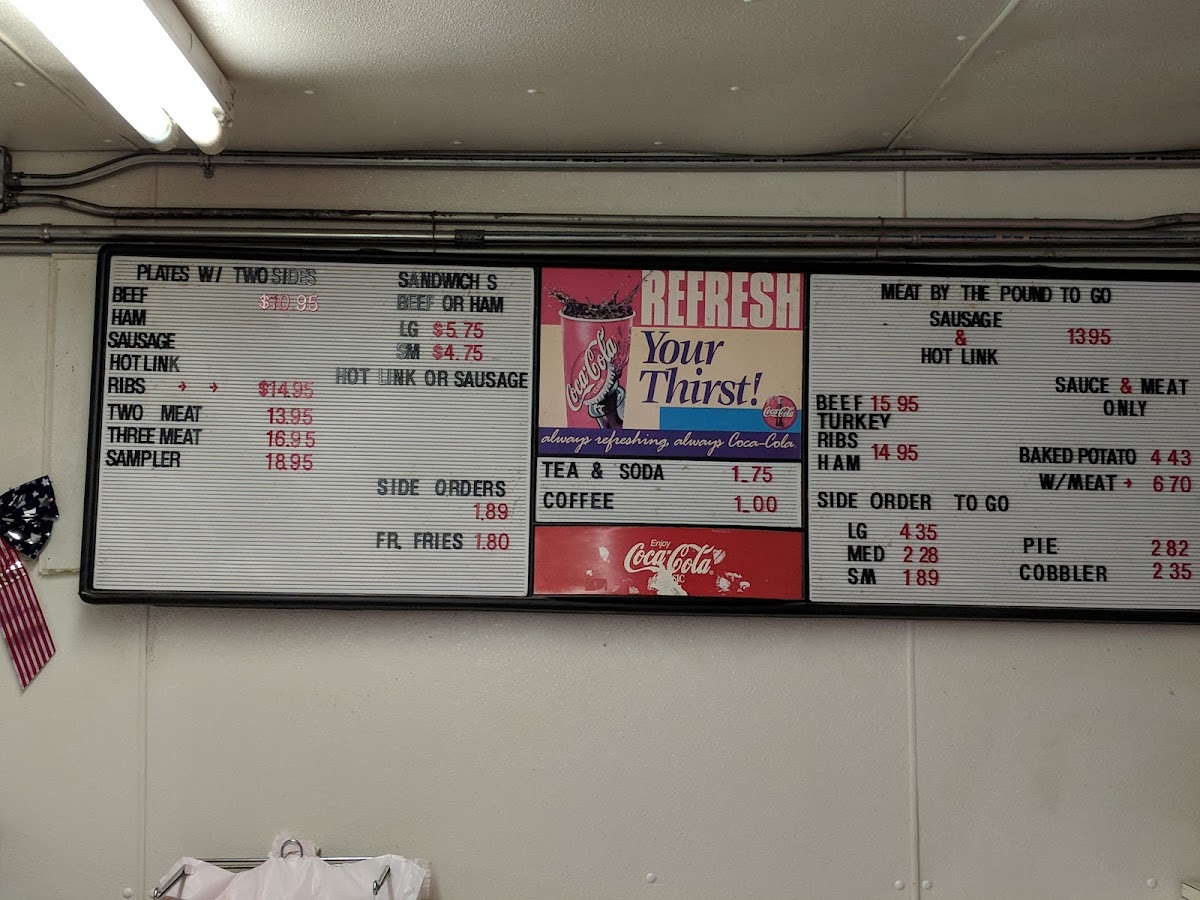 PLATES W/ TWO SIDES
BEEF $10.95
HAM
SAUSAGE
HOT LINK
RIBS → → $14.95
TWO MEAT 13.95
THREE MEAT 16.95
SAMPLER 18.95
SANDWICH S
BEEF OR HAM
LG $5.75
SM $4.75
HOT LINK OR SAUSAGE
SIDE ORDERS
1.89
FR. FRIES 1.80
REFRESH
Your
Thirst!
Coca-Cola
Coca-Cola
always refreshing, always Coca-Cola
TEA & SODA 1.75
COFFEE 1.00
Enjoy
Coca-Cola
MEAT BY THE POUND TO GO
SAUSAGE
& 1395
HOT LINK
SAUCE & MEAT
ONLY
BEEF 15 95
TURKEY
RIBS
14 95
HAM
BAKED POTATO 4 43
W/MEAT → 6 70
SIDE ORDER TO GO
LG 4 35
MED 2 28
SM 1 89
PIE 2 82
COBBLER 2 35